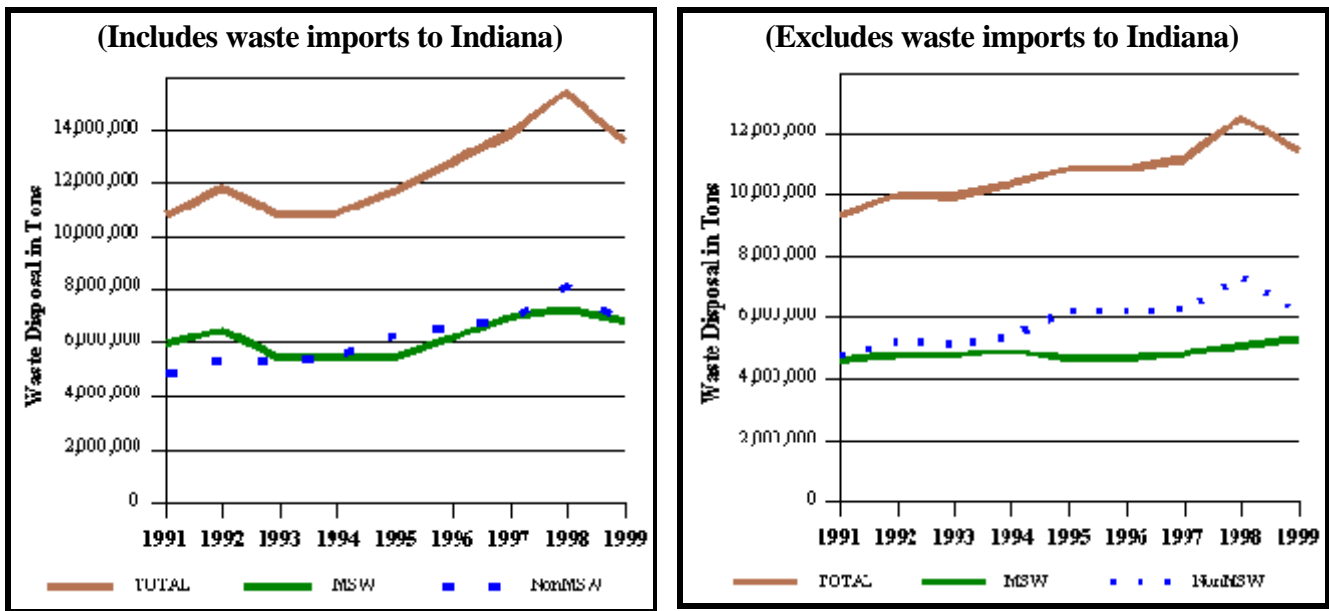 (Includes waste imports to Indiana)
Waste Disposal in Tons
14,000,000
12,000,000
10,000,000
8,000,000
6,000,000
4,000,000
2,000,000
0
1991 1992 1993 1994 1995 1996 1997 1998 1999
TOTAL MSW NonMSW
(Excludes waste imports to Indiana)
Waste Disposal in Tons
12,000,000
10,000,000
8,000,000
6,000,000
4,000,000
2,000,000
0
1991 1992 1993 1994 1995 1996 1997 1998 1999
TOTAL MSW NonMSW